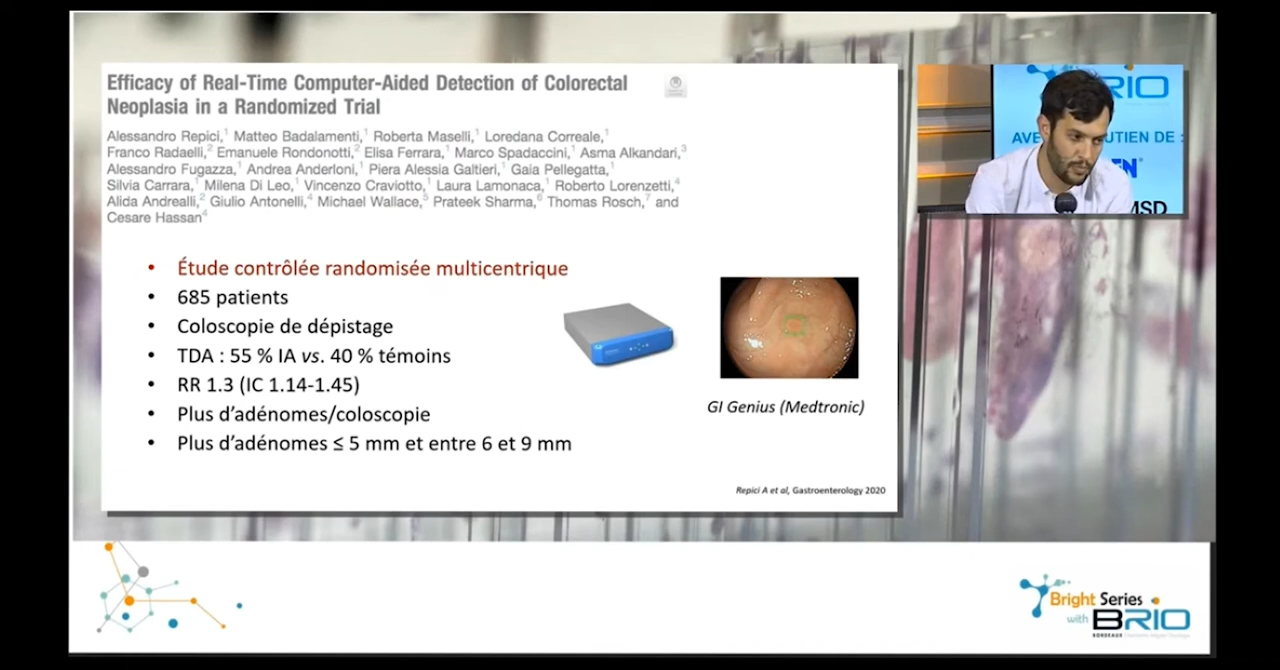 Efficacy of Real-Time Computer-Aided Detection of Colorectal
Neoplasia in a Randomized Trial
Alessandro Repici,¹ Matteo Badalamenti,¹ Roberta Maselli,¹ Loredana Correale,¹
Franco Radaelli,² Emanuele Rondonotti,² Elisa Ferrara,¹ Marco Spadaccini,¹ Asma Alkandari,³
Alessandro Fugazza,¹ Andrea Anderloni,¹ Piera Alessia Galtieri,¹ Gaia Pellegatta,¹
Silvia Carrara,¹ Milena Di Leo,¹ Vincenzo Craviotto,¹ Laura Lamonaca,¹ Roberto Lorenzetti,⁴
Alida Andrealli,² Giulio Antonelli,⁴ Michael Wallace,⁵ Prateek Sharma,⁶ Thomas Rosch,⁷ and
Cesare Hassan⁴
• Étude contrôlée randomisée multicentrique
• 685 patients
• Coloscopie de dépistage
• TDA : 55 % IA vs. 40 % témoins
• RR 1.3 (IC 1.14-1.45)
• Plus d'adénomes/coloscopie
• Plus d'adénomes ≤ 5 mm et entre 6 et 9 mm
GI Genius (Medtronic)
Repici A et al, Gastroenterology 2020
BRIO
AVE UTIEN DE :
EN
MSD
Bright Series
with BRIO
BORDEAUX